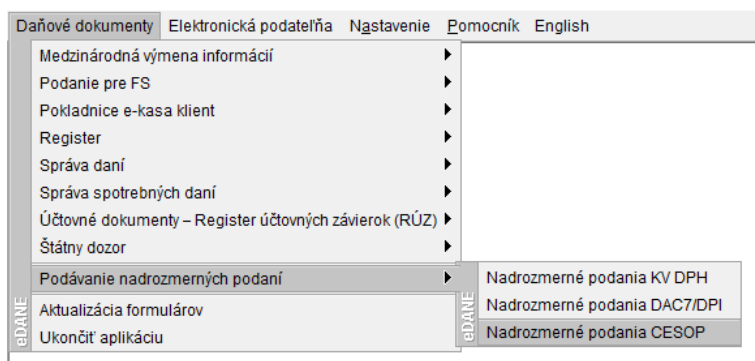 Daňové dokumenty Elektronická podateľňa Nastavenie Pomocník English
Medzinárodná výmena informácií
Podanie pre FS
Pokladnice e-kasa klient
Register
Správa daní
Správa spotrebných daní
Účtovné dokumenty – Register účtovných závierok (RÚZ)
Štátny dozor
Podávanie nadrozmerných podaní
Aktualizácia formulárov
Ukončiť aplikáciu
eDANE
Nadrozmerné podania KV DPH
Nadrozmerné podania DAC7/DPI
Nadrozmerné podania CESOP
eDANE